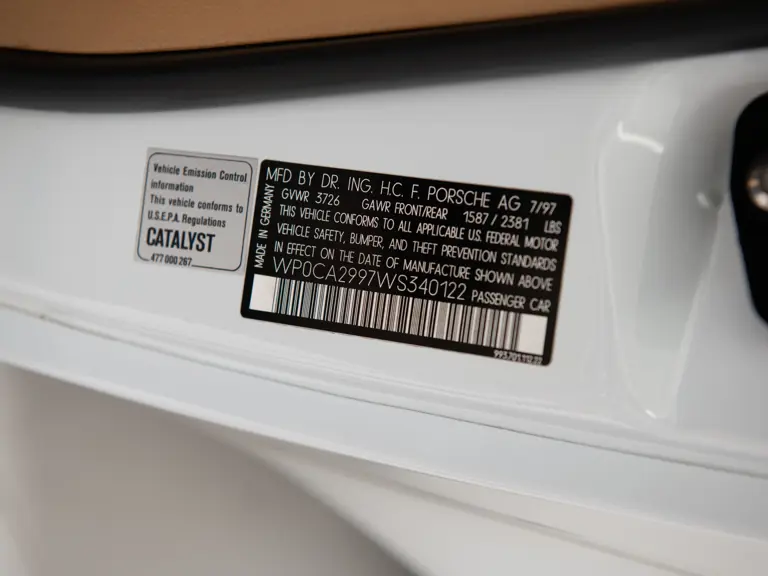 Vehicle Emission Control
information
This vehicle conforms to
U.S.E.P.A. Regulations
CATALYST
477 000 267
MADE IN GERMANY
MFD BY DR. ING. H.C. F. PORSCHE AG 7/97
GVWR 3726 GAWR FRONT/REAR 1587 / 2381 LBS
THIS VEHICLE CONFORMS TO ALL APPLICABLE U.S. FEDERAL MOTOR
VEHICLE SAFETY, BUMPER, AND THEFT PREVENTION STANDARDS
IN EFFECT ON THE DATE OF MANUFACTURE SHOWN ABOVE
WP0CA2997WS340122 PASSENGER CAR